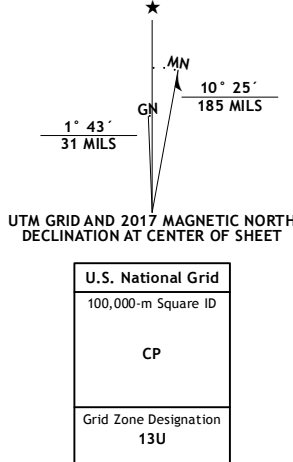 MN
GN
10° 25´
185 MILS
1° 43´
31 MILS
UTM GRID AND 2017 MAGNETIC NORTH
DECLINATION AT CENTER OF SHEET
U.S. National Grid
100,000-m Square ID
CP
Grid Zone Designation
13U